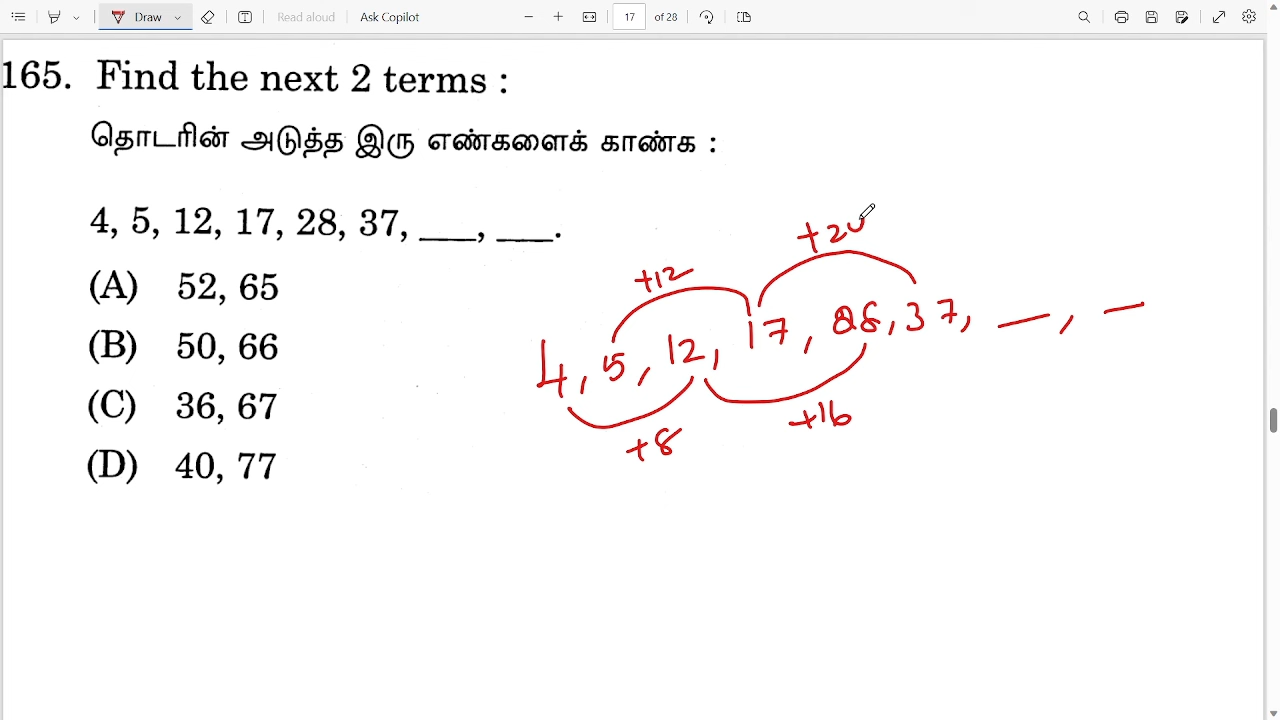 Draw
Read aloud
Ask Copilot
17 of 28
165. Find the next 2 terms :
தொடரின் அடுத்த இரு எண்களைக் காண்க :
4, 5, 12, 17, 28, 37, ___, ___.
(A) 52, 65
(B) 50, 66
(C) 36, 67
(D) 40, 77
+12 +20
4, 5, 12, 17, 28, 37, __, __
+8 +16